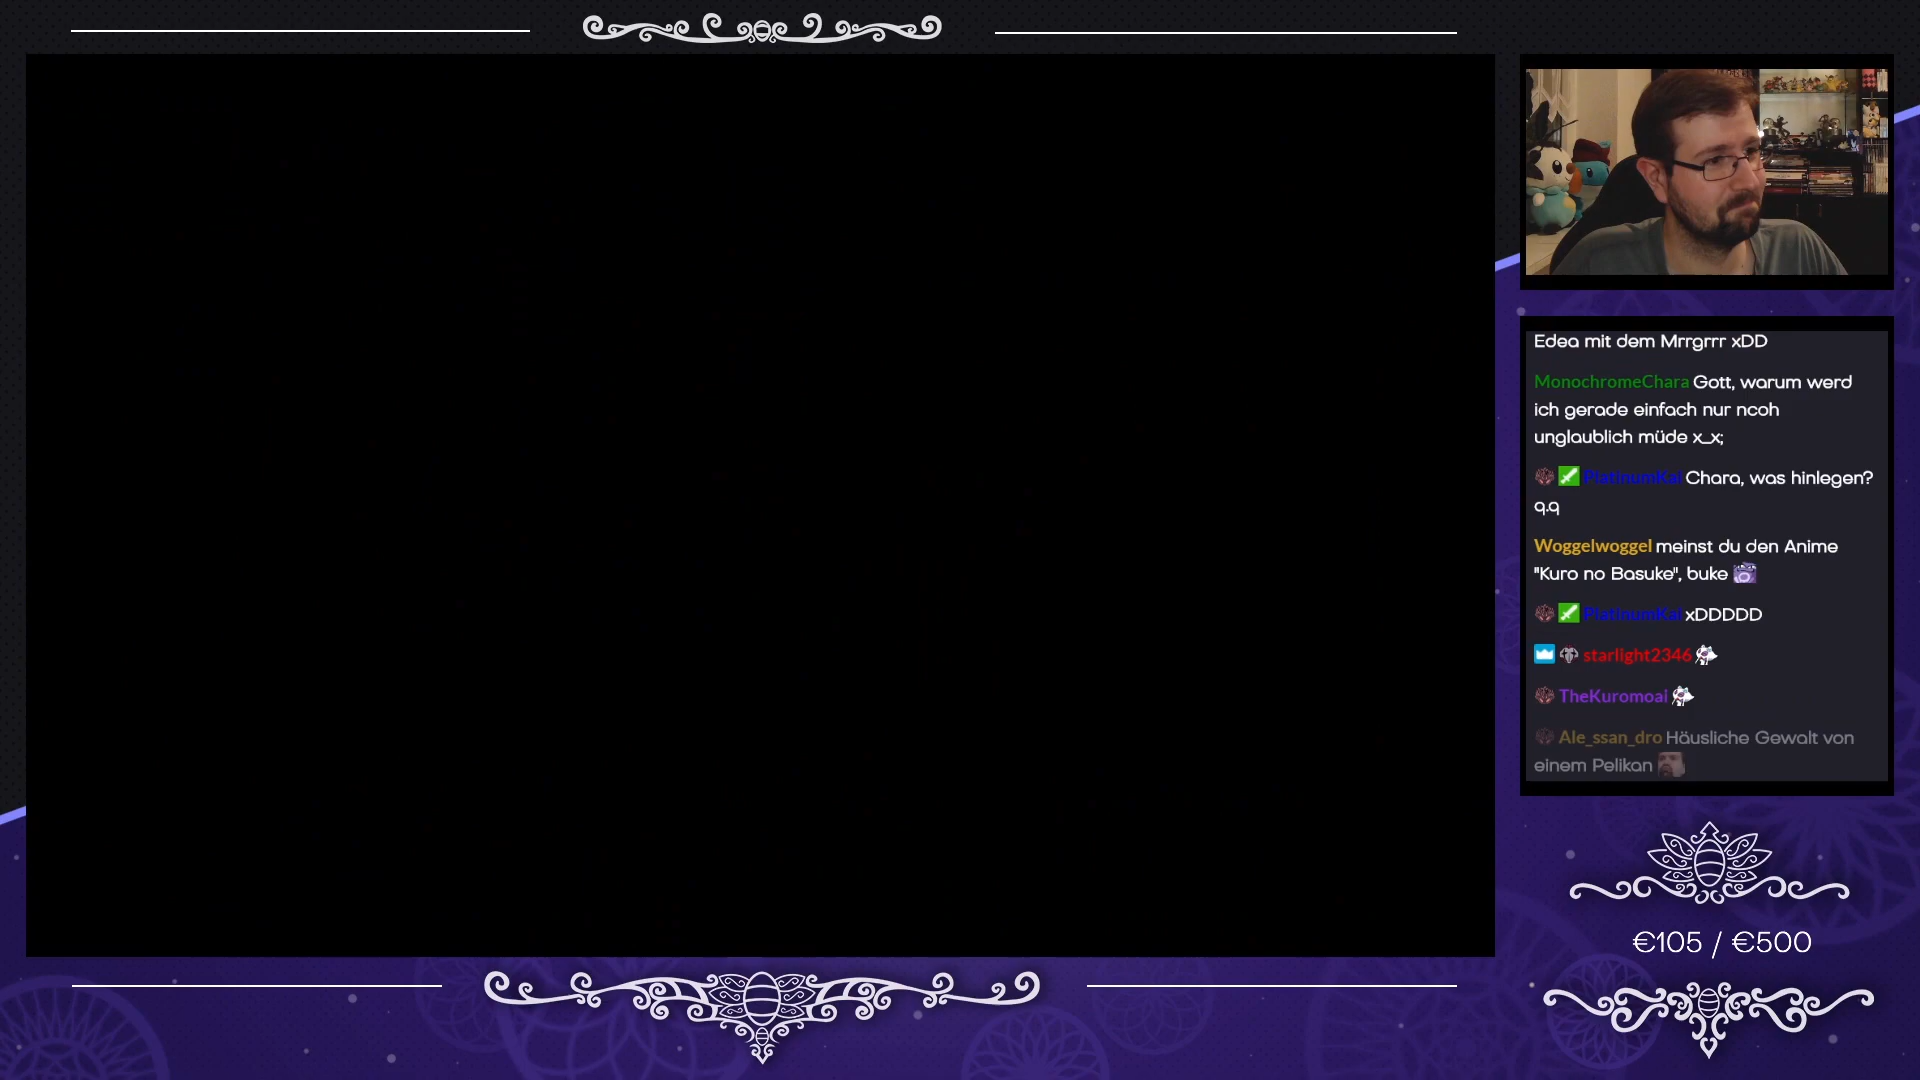 Edea mit dem Mrrgrrr xDD
MonochromeChara Gott, warum werd
ich gerade einfach nur ncoh
unglaublich müde x_x;
PlatinumKai Chara, was hinlegen?
q.q
Woggelwoggel meinst du den Anime
"Kuro no Basuke", buke
PlatinumKai xDDDDD
starlight2346
TheKuromoai
Ale_ssan_dro Häusliche Gewalt von
einem Pelikan
€105 / €500